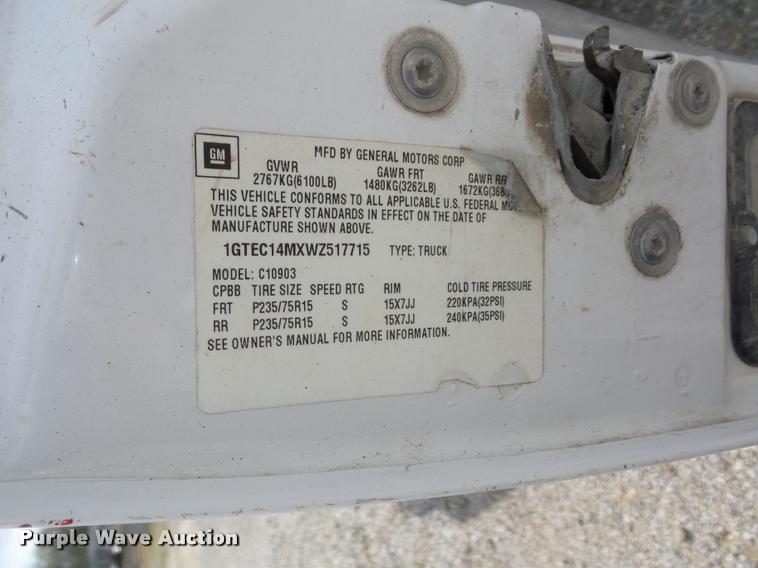 GM
MFD BY GENERAL MOTORS CORP
GVWR GAWR FRT GAWR RR
2767KG(6100LB) 1480KG(3262LB)
THIS VEHICLE CONFORMS TO ALL APPLICABLE U.S. FEDERAL
VEHICLE SAFETY STANDARDS IN EFFECT ON THE DATE OF
MANUFACTURE SHOWN ABOVE.
1GTEC14MXWZ517715 TYPE: TRUCK
MODEL: C10903
CPBB TIRE SIZE SPEED RTG RIM COLD TIRE PRESSURE
FRT P235/75R15 S 15X7JJ 220KPA(32PSI)
RR P235/75R15 S 15X7JJ 240KPA(35PSI)
SEE OWNER'S MANUAL FOR MORE INFORMATION.
Purple Wave Auction